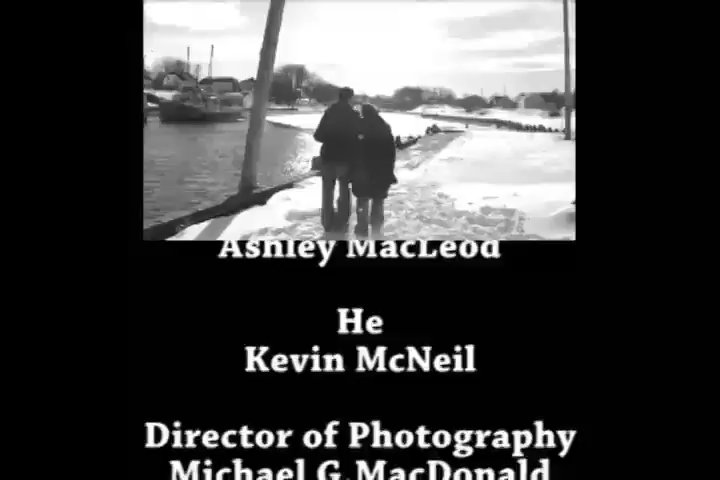 Ashley MacLeod
He
Kevin McNeil
Director of Photography
Michael G.MacDonald